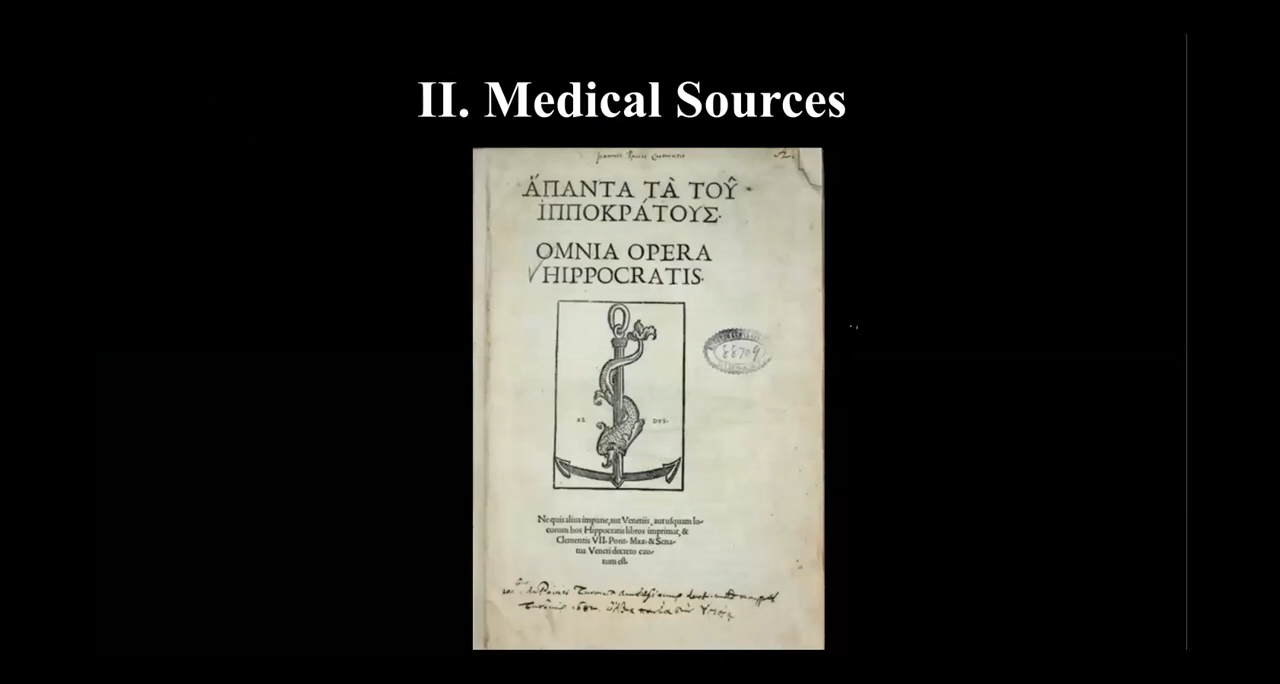 II. Medical Sources
ἍΠΑΝΤΑ ΤᾺ ΤΟΥ͂
ἹΠΠΟΚΡΆΤΟΥΣ.
OMNIA OPERA
HIPPOCRATIS.
AL DVS.
88709
Ne quis alius impune, aut Venetiis, aut usquam lo-
corum hos Hippocratis libros imprimat, &
Clementis VII. Pont. Max. & Sena-
tus Veneti decreto cau-
tum est.